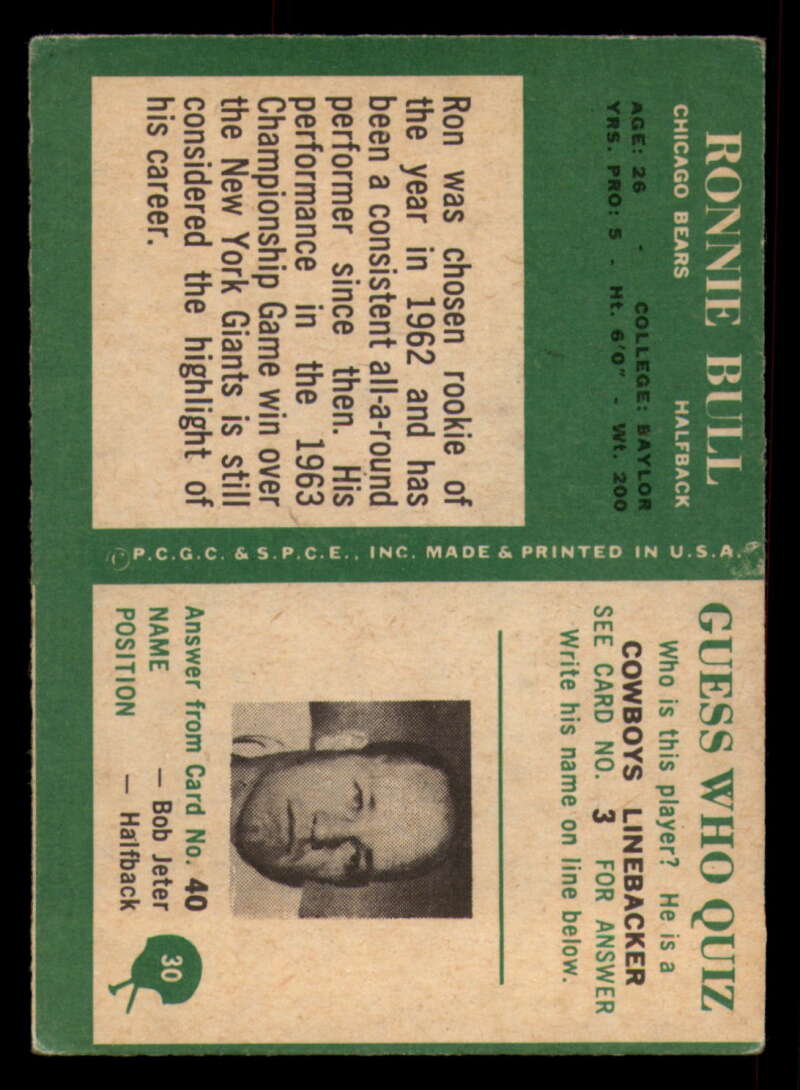 RONNIE BULL
CHICAGO BEARS HALFBACK
AGE: 26 - COLLEGE: BAYLOR
YRS. PRO: 5 - Ht. 6'0" - Wt. 200
Ron was chosen rookie of
the year in 1962 and has
been a consistent all-a-round
performer since then. His
performance in the 1963
Championship Game win over
the New York Giants is still
considered the highlight of
his career.
©P.C.G.C. & S.P.C.E., INC. MADE & PRINTED IN U.S.A.
GUESS WHO QUIZ
Who is this player? He is a
COWBOYS LINEBACKER
SEE CARD NO. 3 FOR ANSWER
Write his name on line below.
Answer from Card No. 40
NAME — Bob Jeter
POSITION — Halfback
30